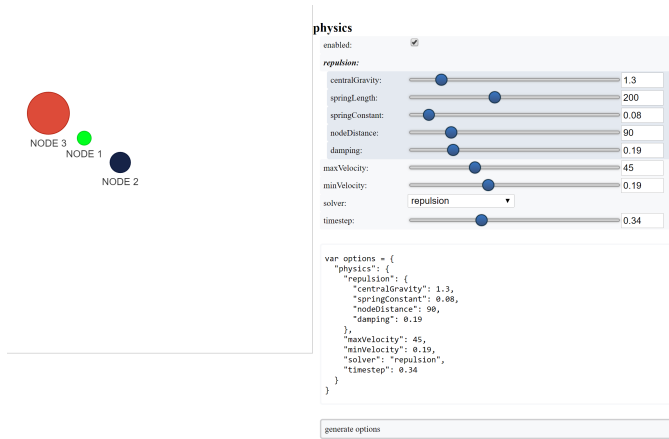 NODE 3
NODE 1
NODE 2
physics
enabled:
repulsion:
centralGravity: 1.3
springLength: 200
springConstant: 0.08
nodeDistance: 90
damping: 0.19
maxVelocity: 45
minVelocity: 0.19
solver: repulsion
timestep: 0.34
var options = {
"physics": {
"repulsion": {
"centralGravity": 1.3,
"springConstant": 0.08,
"nodeDistance": 90,
"damping": 0.19
},
"maxVelocity": 45,
"minVelocity": 0.19,
"solver": "repulsion",
"timestep": 0.34
}
}
generate options